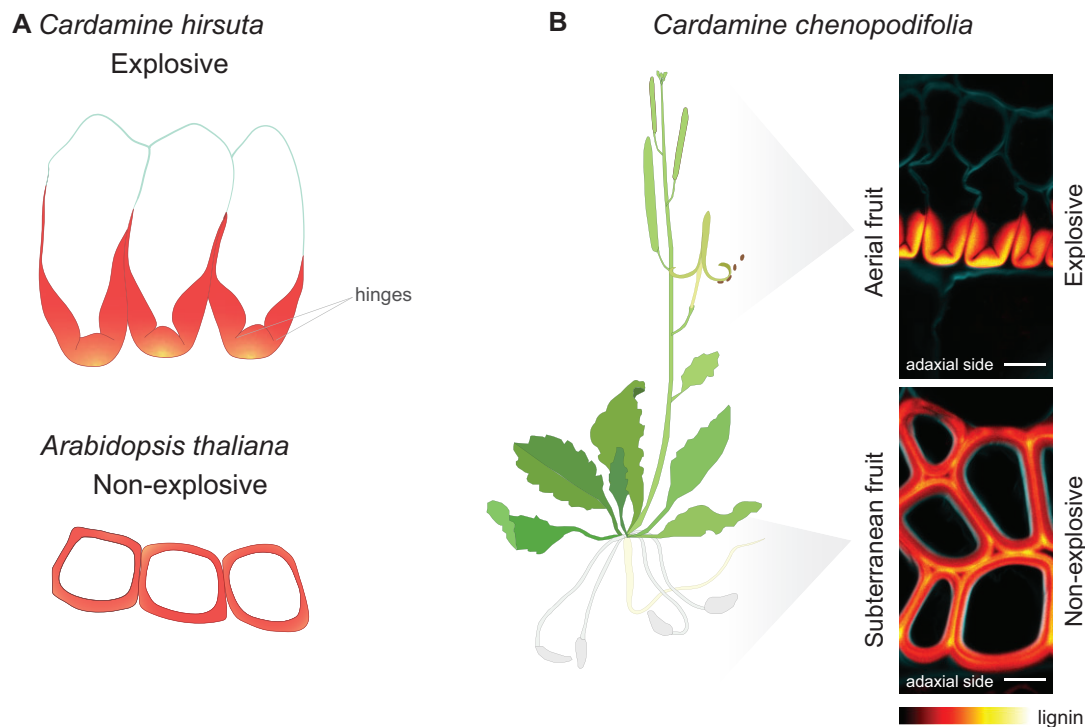 A Cardamine hirsuta
Explosive
hinges
Arabidopsis thaliana
Non-explosive
B Cardamine chenopodifolia
Aerial fruit
Explosive
adaxial side
Subterranean fruit
Non-explosive
adaxial side
lignin